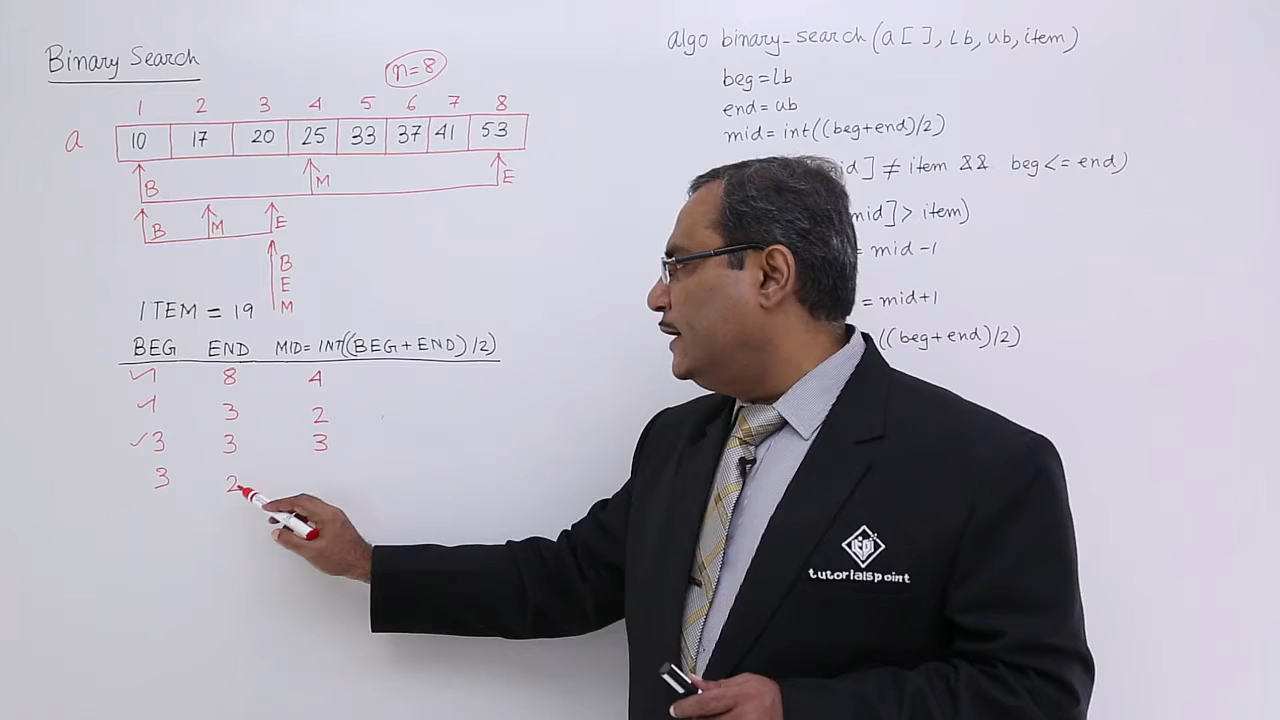 Binary Search
n=8
1 2 3 4 5 6 7 8
a 10 17 20 25 33 37 41 53
B M E
B M E
B
E
M
ITEM = 19
BEG END MID = INT((BEG+END)/2)
1 8 4
1 3 2
3 3 3
3 2
algo binary_search(a[], lb, ub, item)
beg=lb
end=ub
mid=int((beg+end)/2)
mid] ≠ item && beg<=end)
mid] > item)
= mid-1
= mid+1
((beg+end)/2)
tutorialspoint